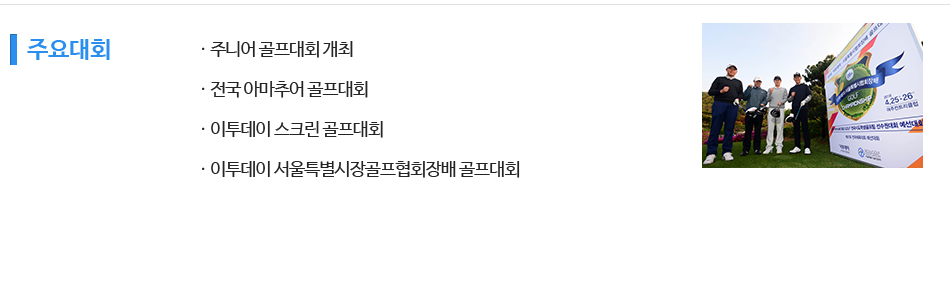 주요대회
· 주니어 골프대회 개최
· 전국 아마추어 골프대회
· 이투데이 스크린 골프대회
· 이투데이 서울특별시장골프협회장배 골프대회
GOLF
CHAMPIONSHIP
4.25~26